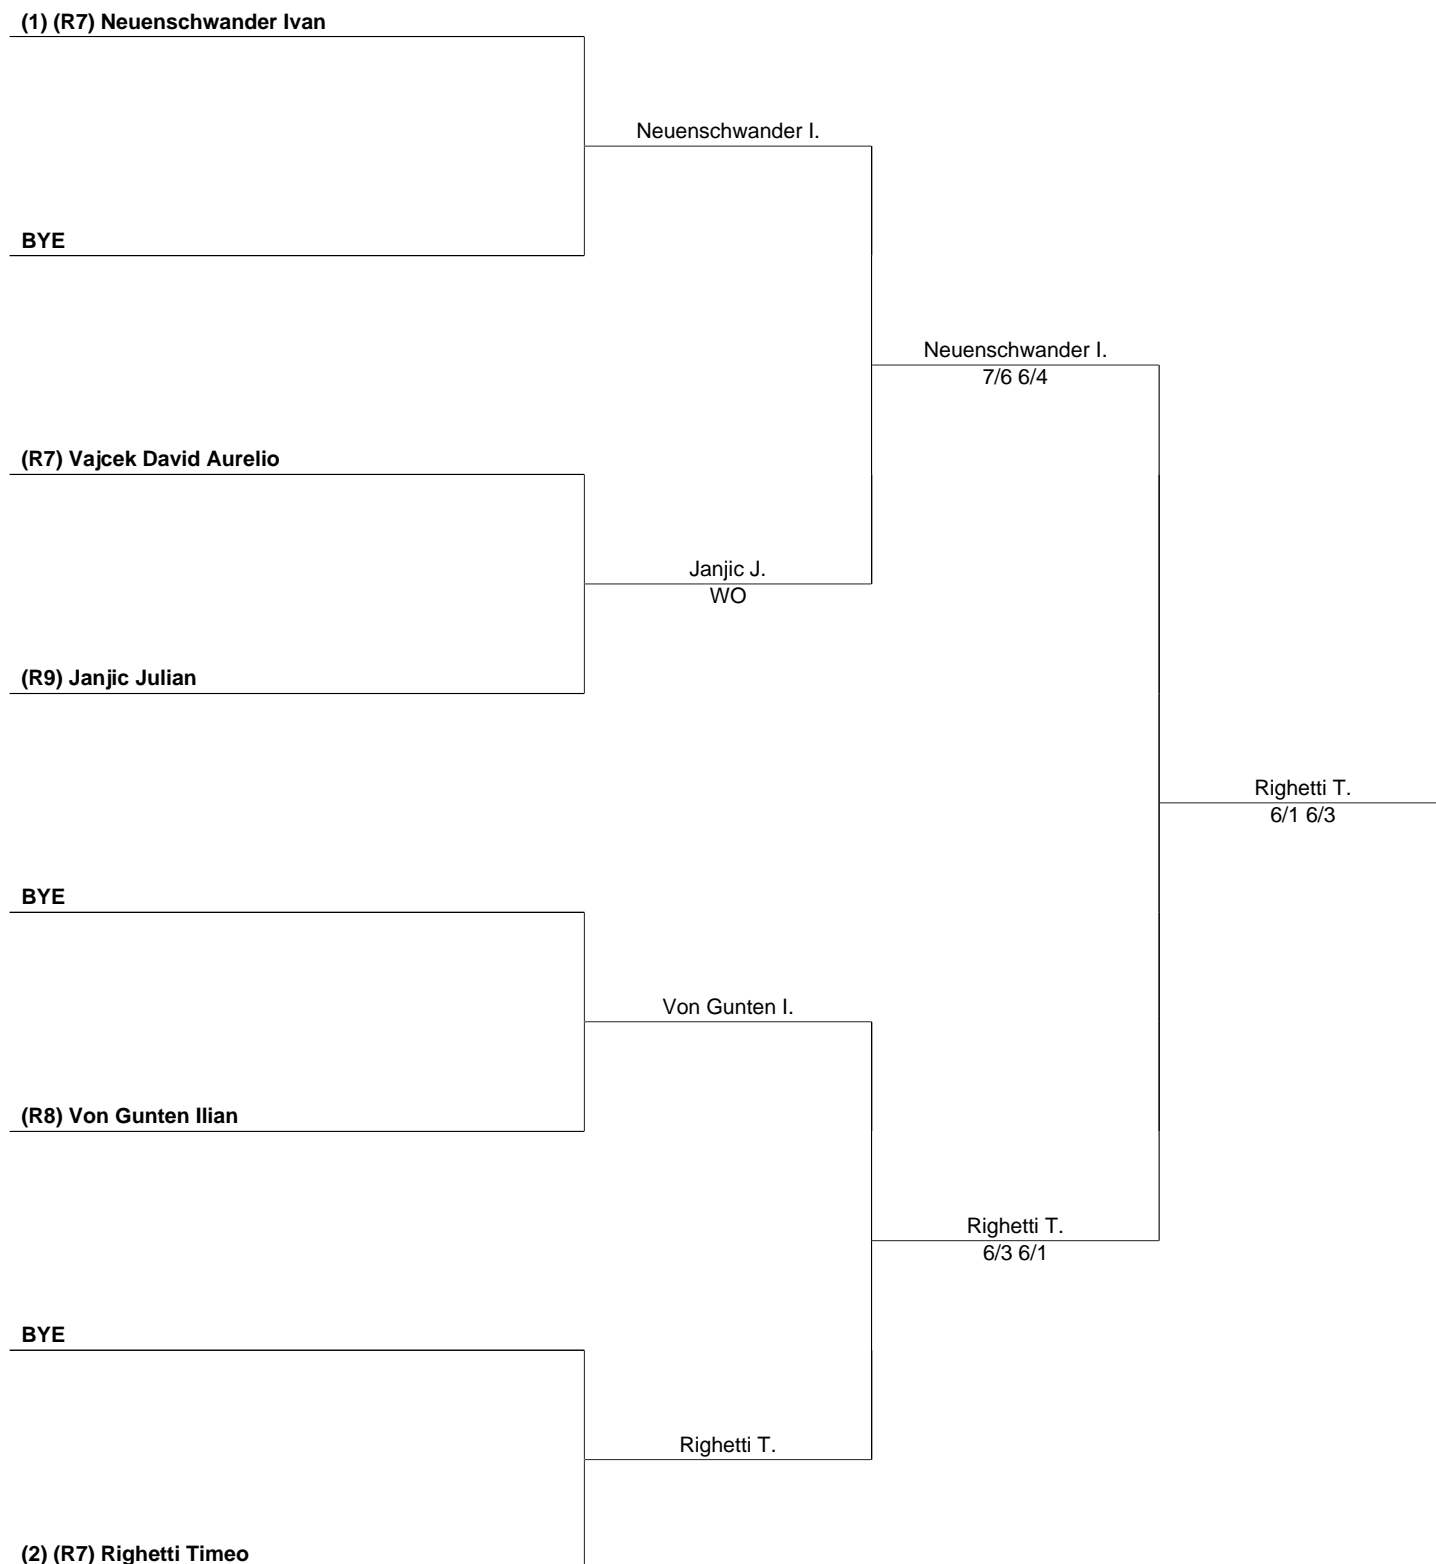 (1) (R7) Neuenschwander Ivan
Neuenschwander I.
BYE
Neuenschwander I.
7/6 6/4
(R7) Vajcek David Aurelio
Janjic J.
WO
(R9) Janjic Julian
Righetti T.
6/1 6/3
BYE
Von Gunten I.
(R8) Von Gunten Ilian
Righetti T.
6/3 6/1
BYE
Righetti T.
(2) (R7) Righetti Timeo